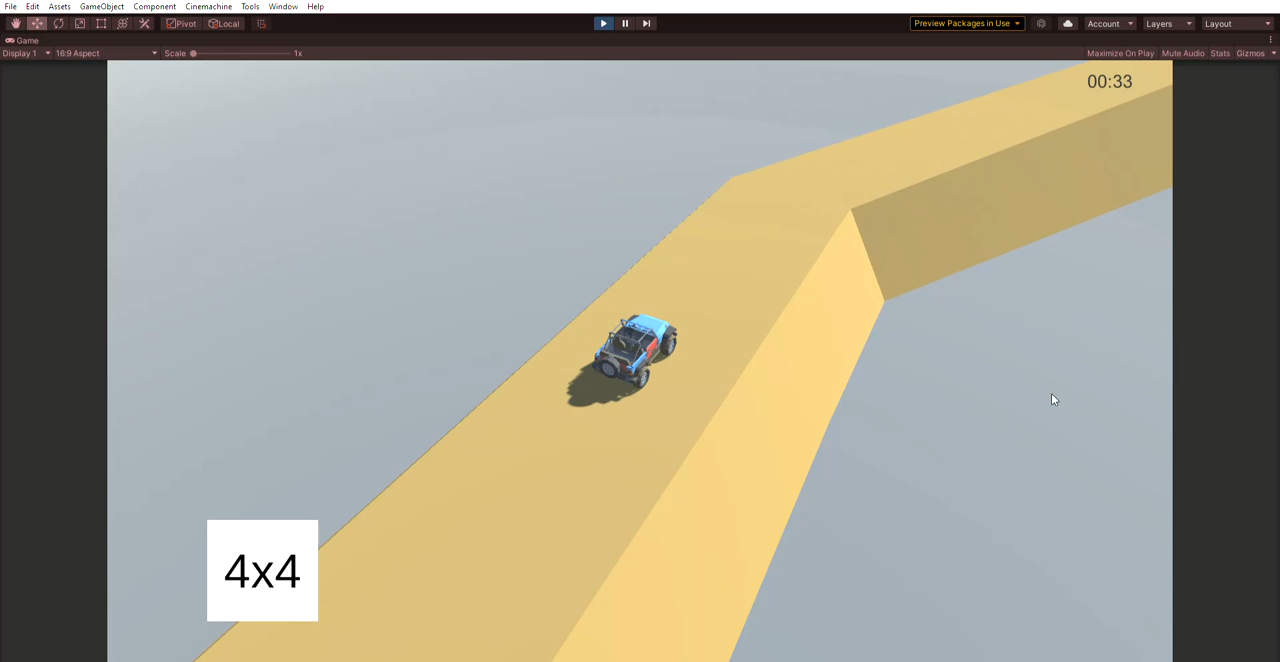 File Edit Assets GameObject Component Cinemachine Tools Window Help
Pivot Local Preview Packages in Use Account Layers Layout
Game
Display 1 16:9 Aspect Scale 1x Maximize On Play Mute Audio Stats Gizmos
00:33
4x4